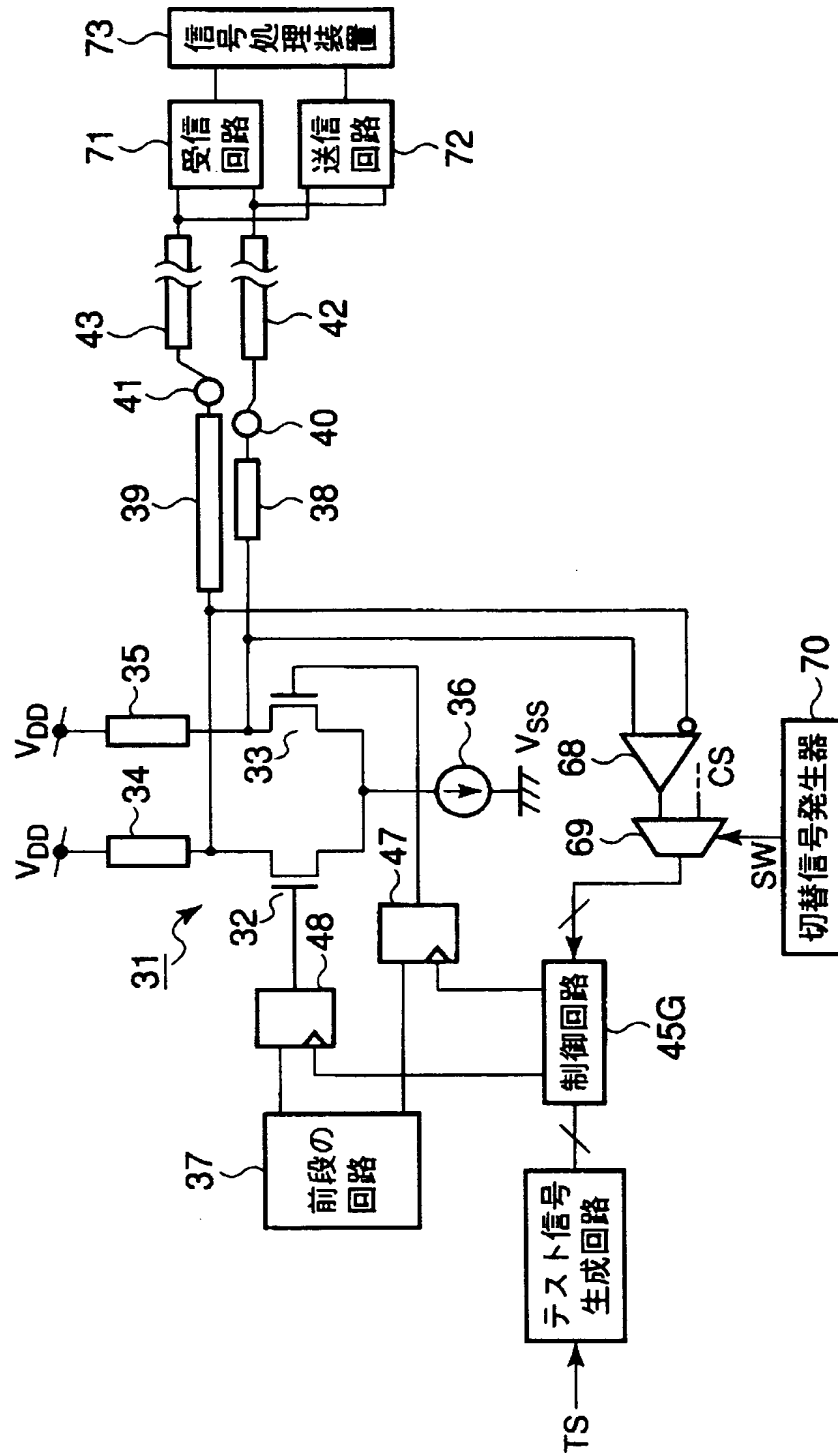 73
信号処理装置
71
受信
回路
送信
回路
72
43
42
41
40
39
38
VDD
35
VDD
34
33
32
31
36
VSS
47
48
37
前段の
回路
68
69
CS
SW
70
切替信号発生器
制御回路
45G
テスト信号
生成回路
TS